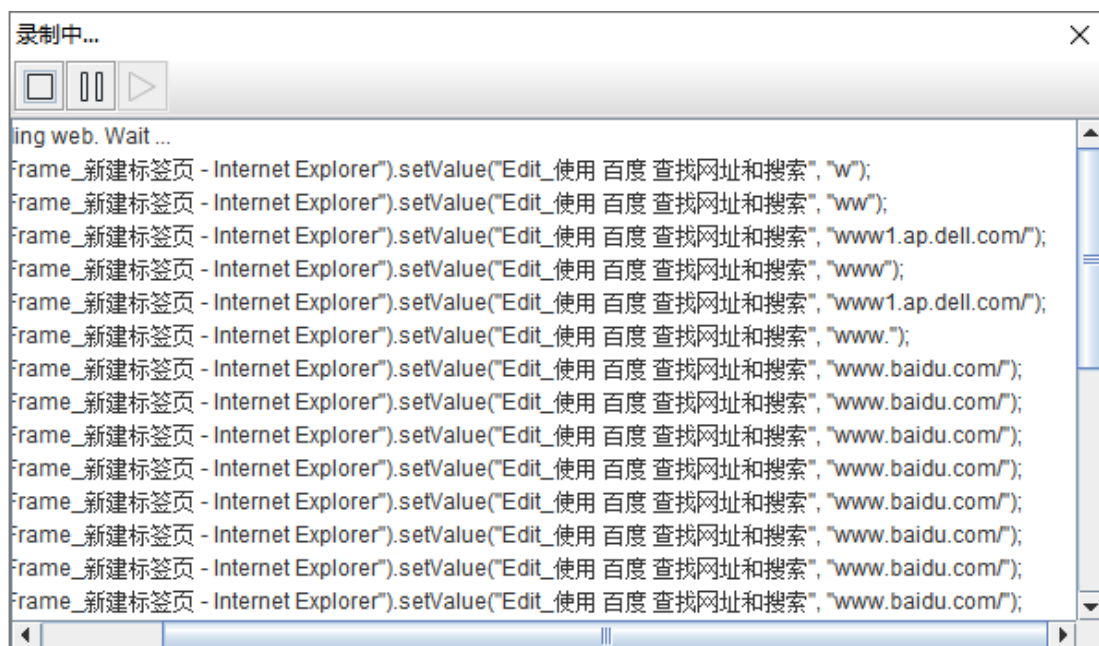 录制中...
ling web. Wait ...
Frame_新建标签页 - Internet Explorer").setValue("Edit_使用 百度 查找网址和搜索", "w");
Frame_新建标签页 - Internet Explorer").setValue("Edit_使用 百度 查找网址和搜索", "ww");
Frame_新建标签页 - Internet Explorer").setValue("Edit_使用 百度 查找网址和搜索", "www1.ap.dell.com/");
Frame_新建标签页 - Internet Explorer").setValue("Edit_使用 百度 查找网址和搜索", "www");
Frame_新建标签页 - Internet Explorer").setValue("Edit_使用 百度 查找网址和搜索", "www1.ap.dell.com/");
Frame_新建标签页 - Internet Explorer").setValue("Edit_使用 百度 查找网址和搜索", "www.");
Frame_新建标签页 - Internet Explorer").setValue("Edit_使用 百度 查找网址和搜索", "www.baidu.com/");
Frame_新建标签页 - Internet Explorer").setValue("Edit_使用 百度 查找网址和搜索", "www.baidu.com/");
Frame_新建标签页 - Internet Explorer").setValue("Edit_使用 百度 查找网址和搜索", "www.baidu.com/");
Frame_新建标签页 - Internet Explorer").setValue("Edit_使用 百度 查找网址和搜索", "www.baidu.com/");
Frame_新建标签页 - Internet Explorer").setValue("Edit_使用 百度 查找网址和搜索", "www.baidu.com/");
Frame_新建标签页 - Internet Explorer").setValue("Edit_使用 百度 查找网址和搜索", "www.baidu.com/");
Frame_新建标签页 - Internet Explorer").setValue("Edit_使用 百度 查找网址和搜索", "www.baidu.com/");
Frame_新建标签页 - Internet Explorer").setValue("Edit_使用 百度 查找网址和搜索", "www.baidu.com/");